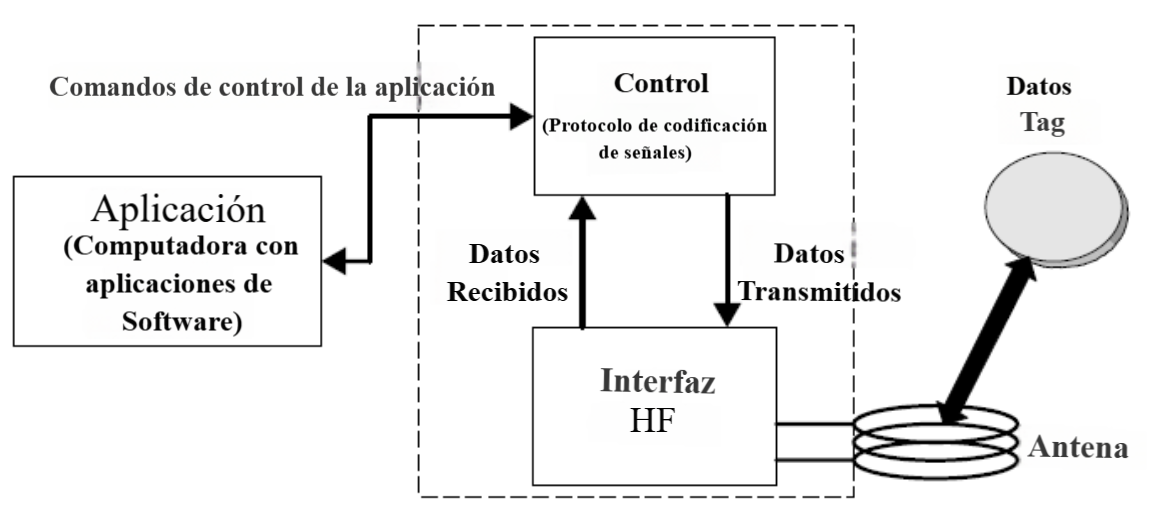 Comandos de control de la aplicación
Control
(Protocolo de codificación
de señales)
Datos
Tag
Aplicación
(Computadora con
aplicaciones de
Software)
Datos
Recibidos
Datos
Transmitidos
Interfaz
HF
Antena